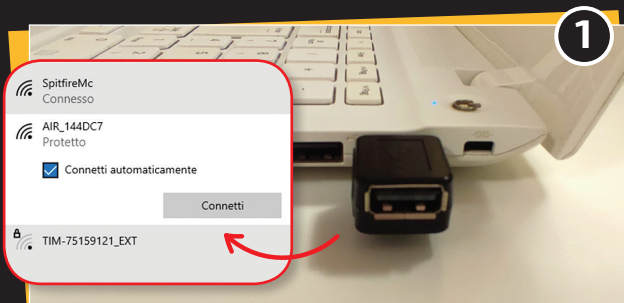 1
SpitfireMc
Connesso
AIR_144DC7
Protetto
Connetti automaticamente
Connetti
TIM-75159121_EXT